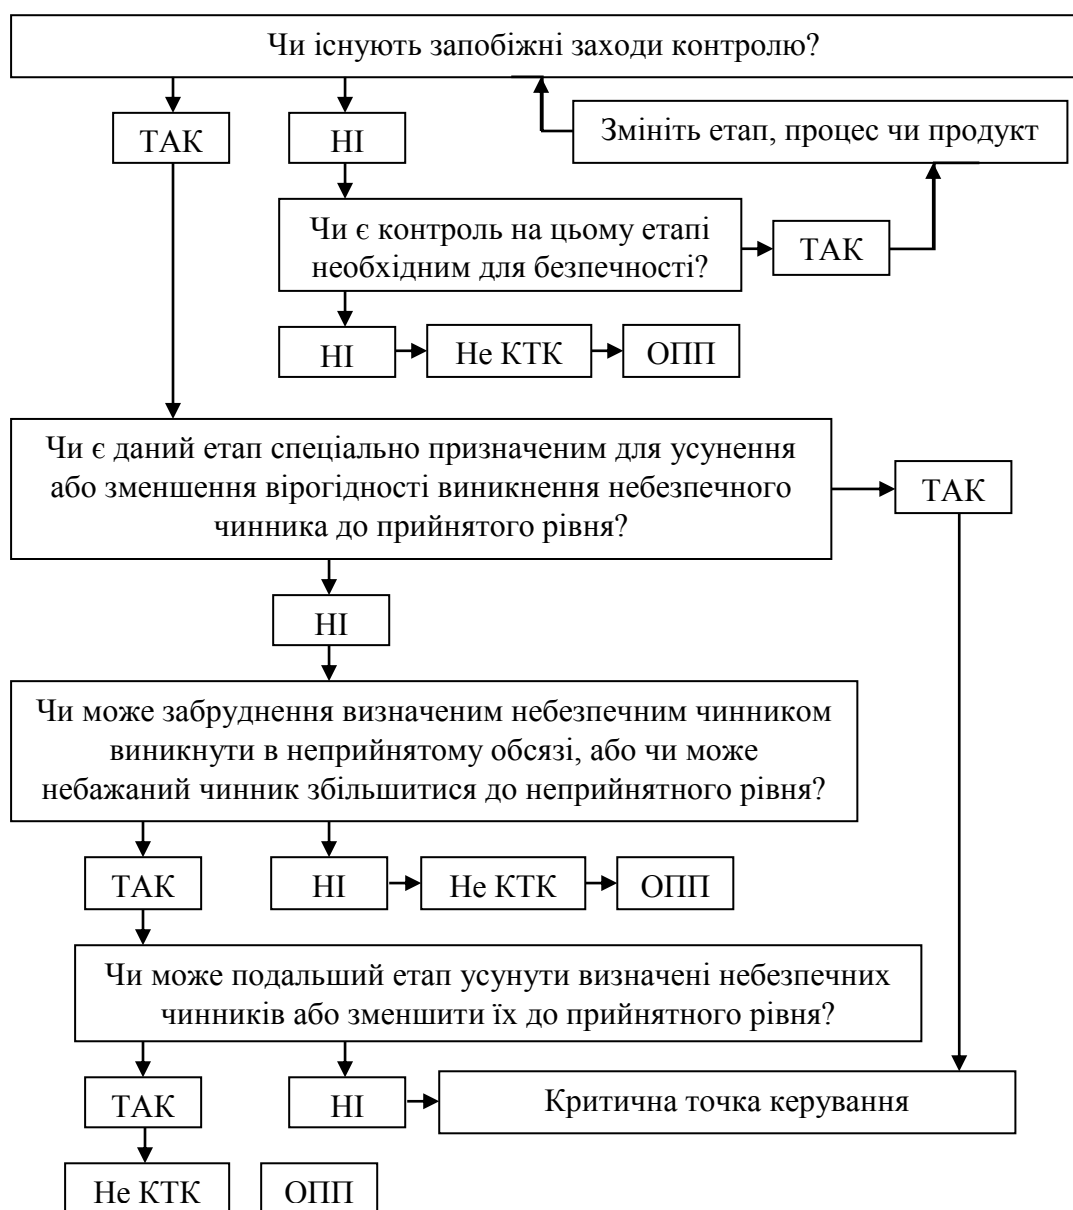 Чи існують запобіжні заходи контролю?
ТАК
НІ
Змініть етап, процес чи продукт
Чи є контроль на цьому етапі
необхідним для безпечності?
ТАК
НІ
Не КТК
ОПП
Чи є даний етап спеціально призначеним для усунення
або зменшення вірогідності виникнення небезпечного
чинника до прийнятого рівня?
ТАК
НІ
Чи може забруднення визначеним небезпечним чинником
виникнути в неприйнятому обсязі, або чи може
небажаний чинник збільшитися до неприйнятного рівня?
ТАК
НІ
Не КТК
ОПП
Чи може подальший етап усунути визначені небезпечних
чинників або зменшити їх до прийнятного рівня?
ТАК
НІ
Критична точка керування
Не КТК
ОПП